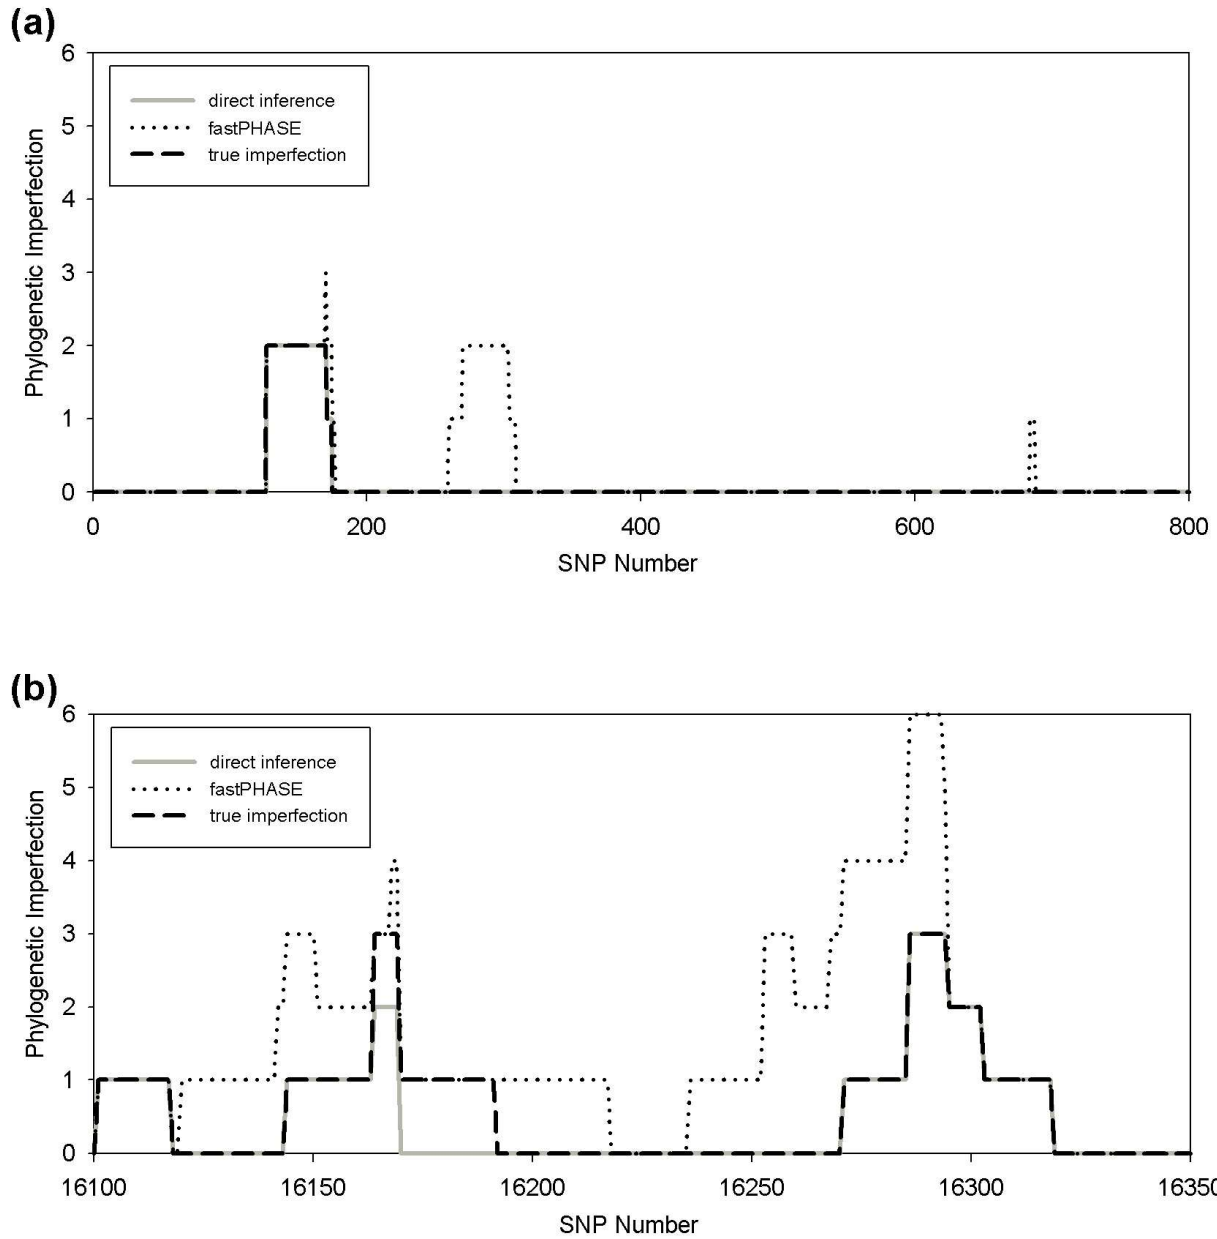 (a)
6
5
4
3
2
1
0
Phylogenetic Imperfection
direct inference
fastPHASE
true imperfection
0 200 400 600 800
SNP Number
(b)
6
5
4
3
2
1
0
Phylogenetic Imperfection
direct inference
fastPHASE
true imperfection
16100 16150 16200 16250 16300 16350
SNP Number